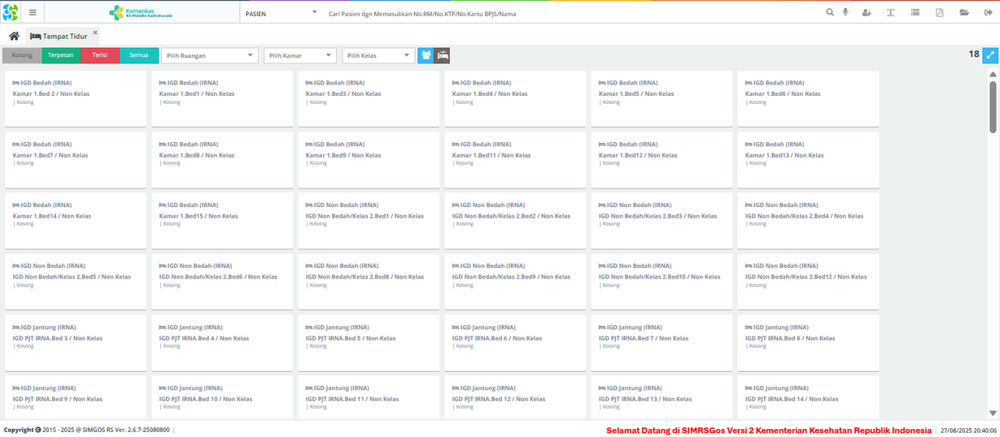 Kemenkes
RS Wahidin Sudirohusodo
PASIEN
Cari Pasien dgn Memasukkan No.RM/No.KTP/No.Kartu BPJS/Nama
Tempat Tidur
Kosong Terpesan Terisi Semua Pilih Ruangan Pilih Kamar Pilih Kelas 18
IGD Bedah (IRNA)
Kamar 1.Bed 2 / Non Kelas
| Kosong
IGD Bedah (IRNA)
Kamar 1.Bed1 / Non Kelas
| Kosong
IGD Bedah (IRNA)
Kamar 1.Bed3 / Non Kelas
| Kosong
IGD Bedah (IRNA)
Kamar 1.Bed4 / Non Kelas
| Kosong
IGD Bedah (IRNA)
Kamar 1.Bed5 / Non Kelas
| Kosong
IGD Bedah (IRNA)
Kamar 1.Bed6 / Non Kelas
| Kosong
IGD Bedah (IRNA)
Kamar 1.Bed7 / Non Kelas
| Kosong
IGD Bedah (IRNA)
Kamar 1.Bed8 / Non Kelas
| Kosong
IGD Bedah (IRNA)
Kamar 1.Bed9 / Non Kelas
| Kosong
IGD Bedah (IRNA)
Kamar 1.Bed11 / Non Kelas
| Kosong
IGD Bedah (IRNA)
Kamar 1.Bed12 / Non Kelas
| Kosong
IGD Bedah (IRNA)
Kamar 1.Bed13 / Non Kelas
| Kosong
IGD Bedah (IRNA)
Kamar 1.Bed14 / Non Kelas
| Kosong
IGD Bedah (IRNA)
Kamar 1.Bed15 / Non Kelas
| Kosong
IGD Non Bedah (IRNA)
IGD Non Bedah/Kelas 2.Bed1 / Non Kelas
| Kosong
IGD Non Bedah (IRNA)
IGD Non Bedah/Kelas 2.Bed2 / Non Kelas
| Kosong
IGD Non Bedah (IRNA)
IGD Non Bedah/Kelas 2.Bed3 / Non Kelas
| Kosong
IGD Non Bedah (IRNA)
IGD Non Bedah/Kelas 2.Bed4 / Non Kelas
| Kosong
IGD Non Bedah (IRNA)
IGD Non Bedah/Kelas 2.Bed5 / Non Kelas
| Kosong
IGD Non Bedah (IRNA)
IGD Non Bedah/Kelas 2.Bed6 / Non Kelas
| Kosong
IGD Non Bedah (IRNA)
IGD Non Bedah/Kelas 2.Bed8 / Non Kelas
| Kosong
IGD Non Bedah (IRNA)
IGD Non Bedah/Kelas 2.Bed9 / Non Kelas
| Kosong
IGD Non Bedah (IRNA)
IGD Non Bedah/Kelas 2.Bed10 / Non Kelas
| Kosong
IGD Non Bedah (IRNA)
IGD Non Bedah/Kelas 2.Bed12 / Non Kelas
| Kosong
IGD Jantung (IRNA)
IGD PJT IRNA.Bed 3 / Non Kelas
| Kosong
IGD Jantung (IRNA)
IGD PJT IRNA.Bed 4 / Non Kelas
| Kosong
IGD Jantung (IRNA)
IGD PJT IRNA.Bed 5 / Non Kelas
| Kosong
IGD Jantung (IRNA)
IGD PJT IRNA.Bed 6 / Non Kelas
| Kosong
IGD Jantung (IRNA)
IGD PJT IRNA.Bed 7 / Non Kelas
| Kosong
IGD Jantung (IRNA)
IGD PJT IRNA.Bed 8 / Non Kelas
| Kosong
IGD Jantung (IRNA)
IGD PJT IRNA.Bed 9 / Non Kelas
| Kosong
IGD Jantung (IRNA)
IGD PJT IRNA.Bed 10 / Non Kelas
| Kosong
IGD Jantung (IRNA)
IGD PJT IRNA.Bed 11 / Non Kelas
| Kosong
IGD Jantung (IRNA)
IGD PJT IRNA.Bed 12 / Non Kelas
| Kosong
IGD Jantung (IRNA)
IGD PJT IRNA.Bed 13 / Non Kelas
| Kosong
IGD Jantung (IRNA)
IGD PJT IRNA.Bed 14 / Non Kelas
| Kosong
Copyright © 2015 - 2025 @ SIMGOS RS Ver. 2.6.7-25080800
Selamat Datang di SIMRSGos Versi 2 Kementerian Kesehatan Republik Indonesia
27/08/2025 20:40:06